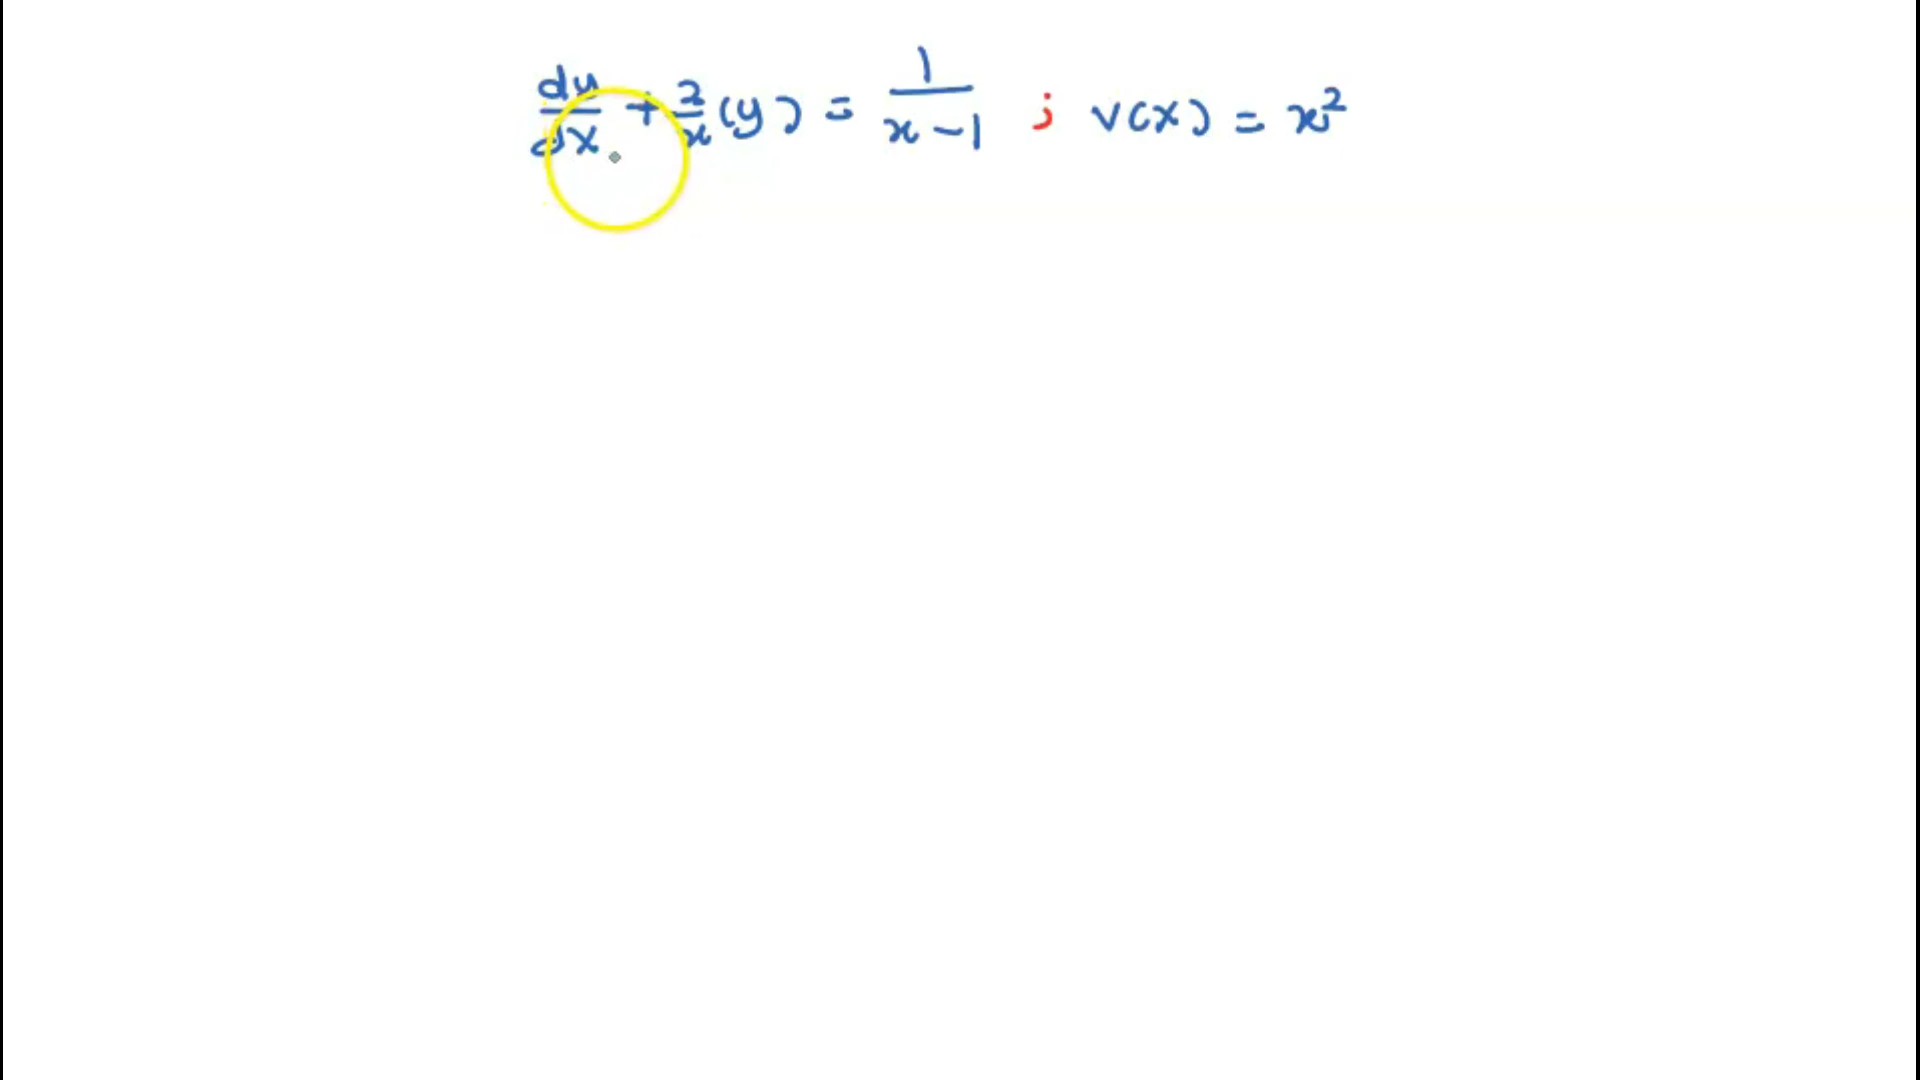 dy/dx + 2/x (y) = 1/(x-1) ; v(x) = x²